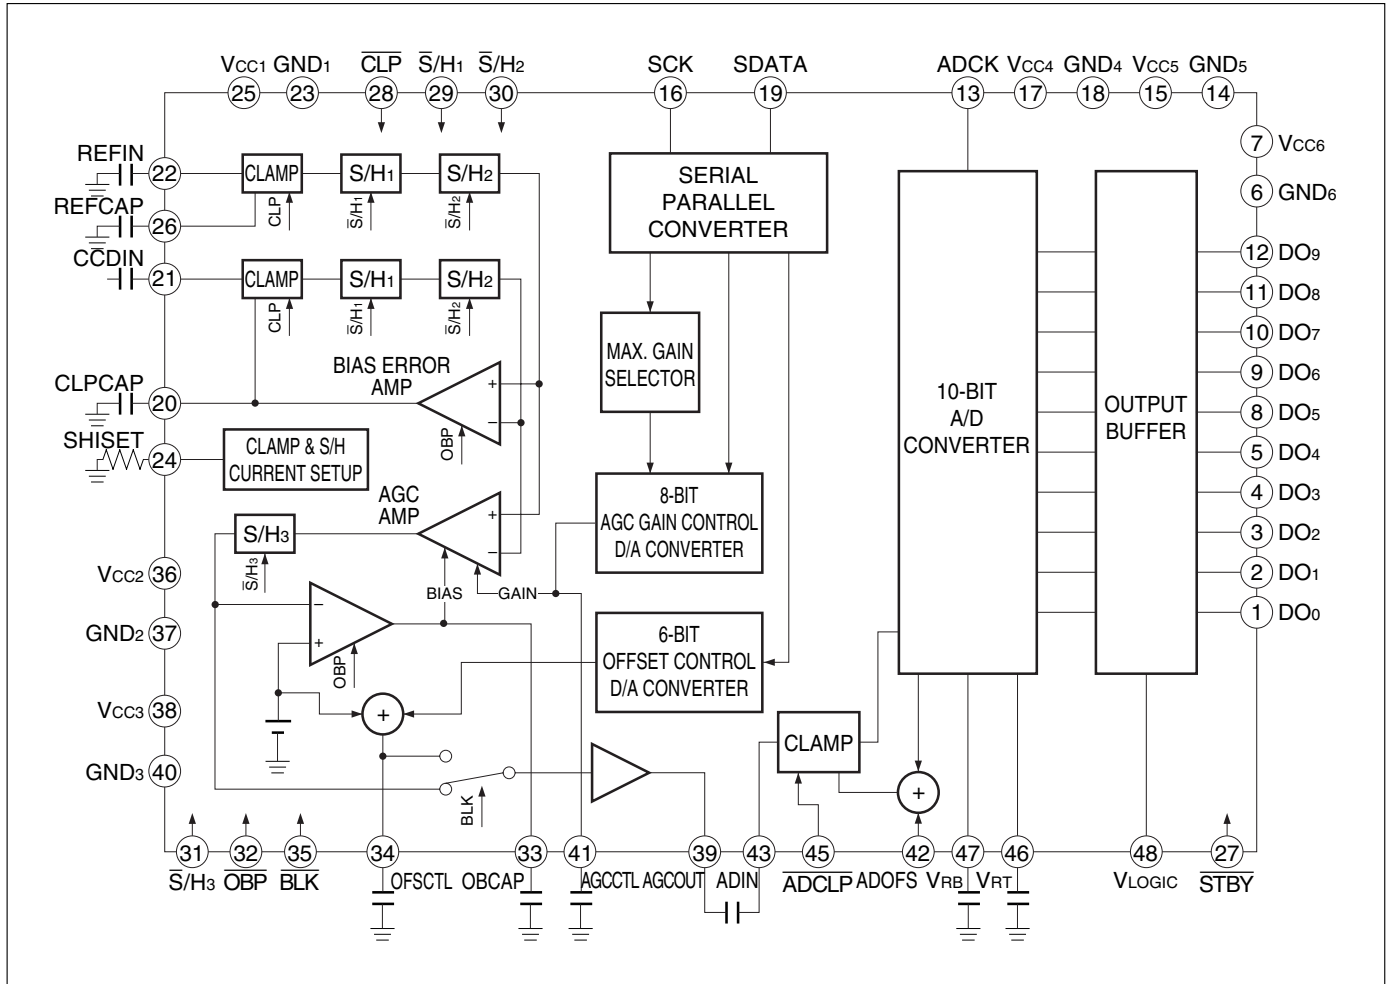 VCC1 GND1 CLP S/H1 S/H2 SCK SDATA ADCK VCC4 GND4 VCC5 GND5
25 23 28 29 30 16 19 13 17 18 15 14
7 VCC6
REFIN
22 CLAMP S/H1 S/H2
CLP S/H1 S/H2
SERIAL
PARALLEL
CONVERTER
6 GND6
REFCAP
26
CCDIN
21 CLAMP S/H1 S/H2
CLP S/H1 S/H2
12 DO9
11 DO8
10 DO7
9 DO6
8 DO5
5 DO4
4 DO3
3 DO2
2 DO1
1 DO0
MAX. GAIN
SELECTOR
10-BIT
A/D
CONVERTER
OUTPUT
BUFFER
BIAS ERROR
AMP
+
−
OBP
CLPCAP
20
SHISET
24
CLAMP & S/H
CURRENT SETUP
AGC
AMP
+
−
8-BIT
AGC GAIN CONTROL
D/A CONVERTER
S/H3
S/H3
BIAS GAIN
VCC2 36
GND2 37
−
+
OBP
6-BIT
OFFSET CONTROL
D/A CONVERTER
VCC3 38
+
CLAMP
GND3 40
BLK
+
31 32 35 34 33 41 39 43 45 42 47 46 48 27
S/H3 OBP BLK OFSCTL OBCAP AGCCTL AGCOUT ADIN ADCLP ADOFS VRB VRT VLOGIC STBY